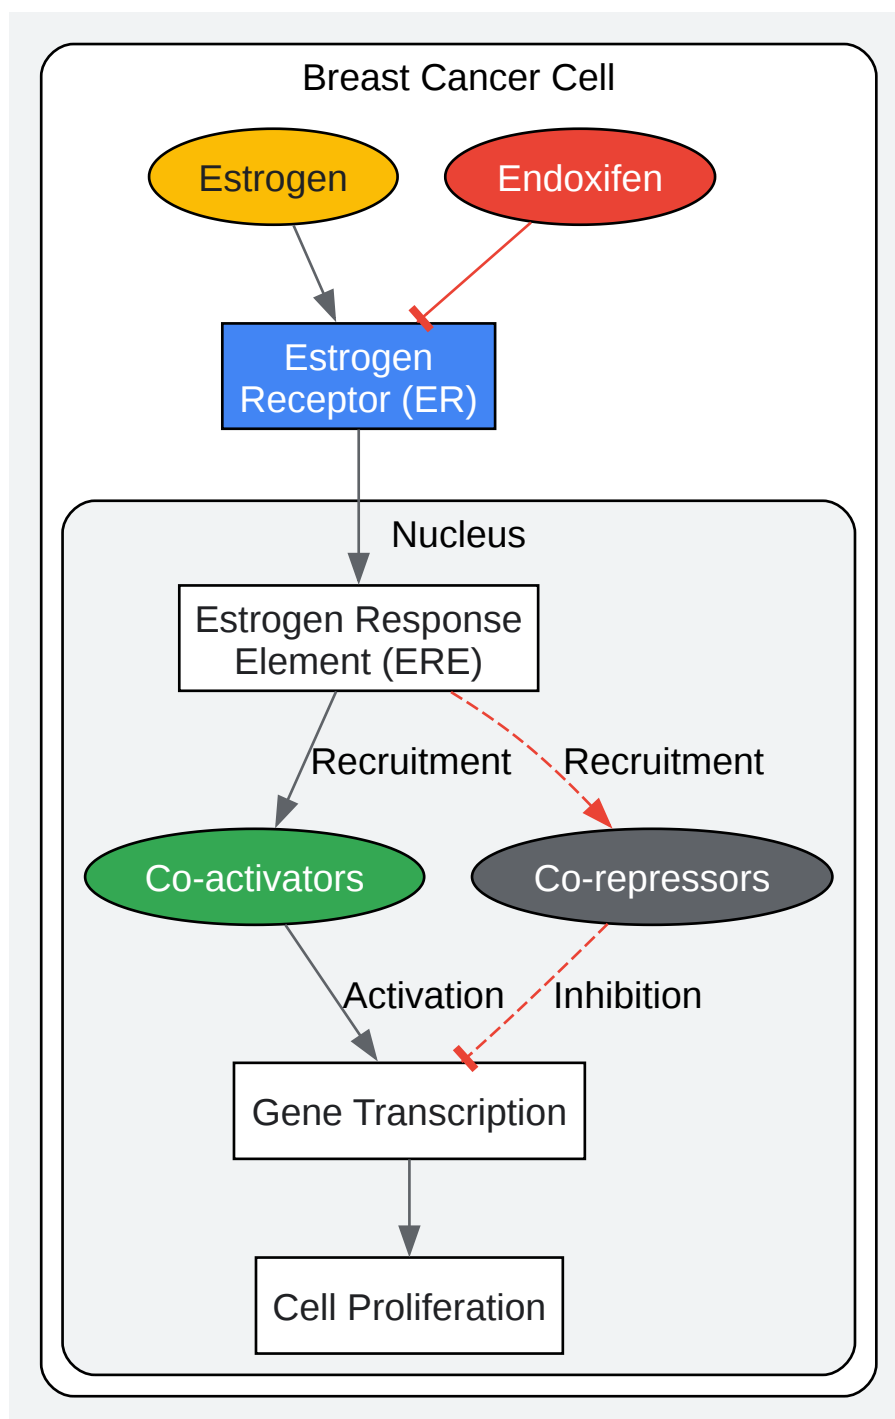 Breast Cancer Cell
Estrogen
Endoxifen
Estrogen
Receptor (ER)
Nucleus
Estrogen Response
Element (ERE)
Recruitment
Recruitment
Co-activators
Co-repressors
Activation
Inhibition
Gene Transcription
Cell Proliferation